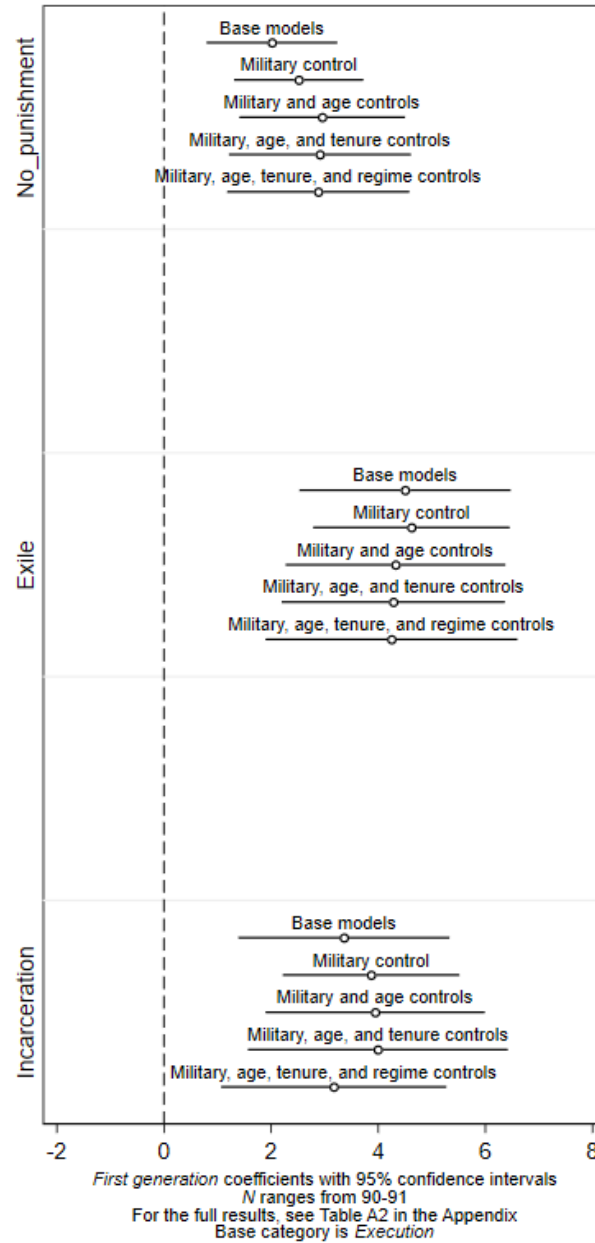 No_punishment
Base models
Military control
Military and age controls
Military, age, and tenure controls
Military, age, tenure, and regime controls
Exile
Base models
Military control
Military and age controls
Military, age, and tenure controls
Military, age, tenure, and regime controls
Incarceration
Base models
Military control
Military and age controls
Military, age, and tenure controls
Military, age, tenure, and regime controls
-2 0 2 4 6 8
First generation coefficients with 95% confidence intervals
N ranges from 90-91
For the full results, see Table A2 in the Appendix
Base category is Execution